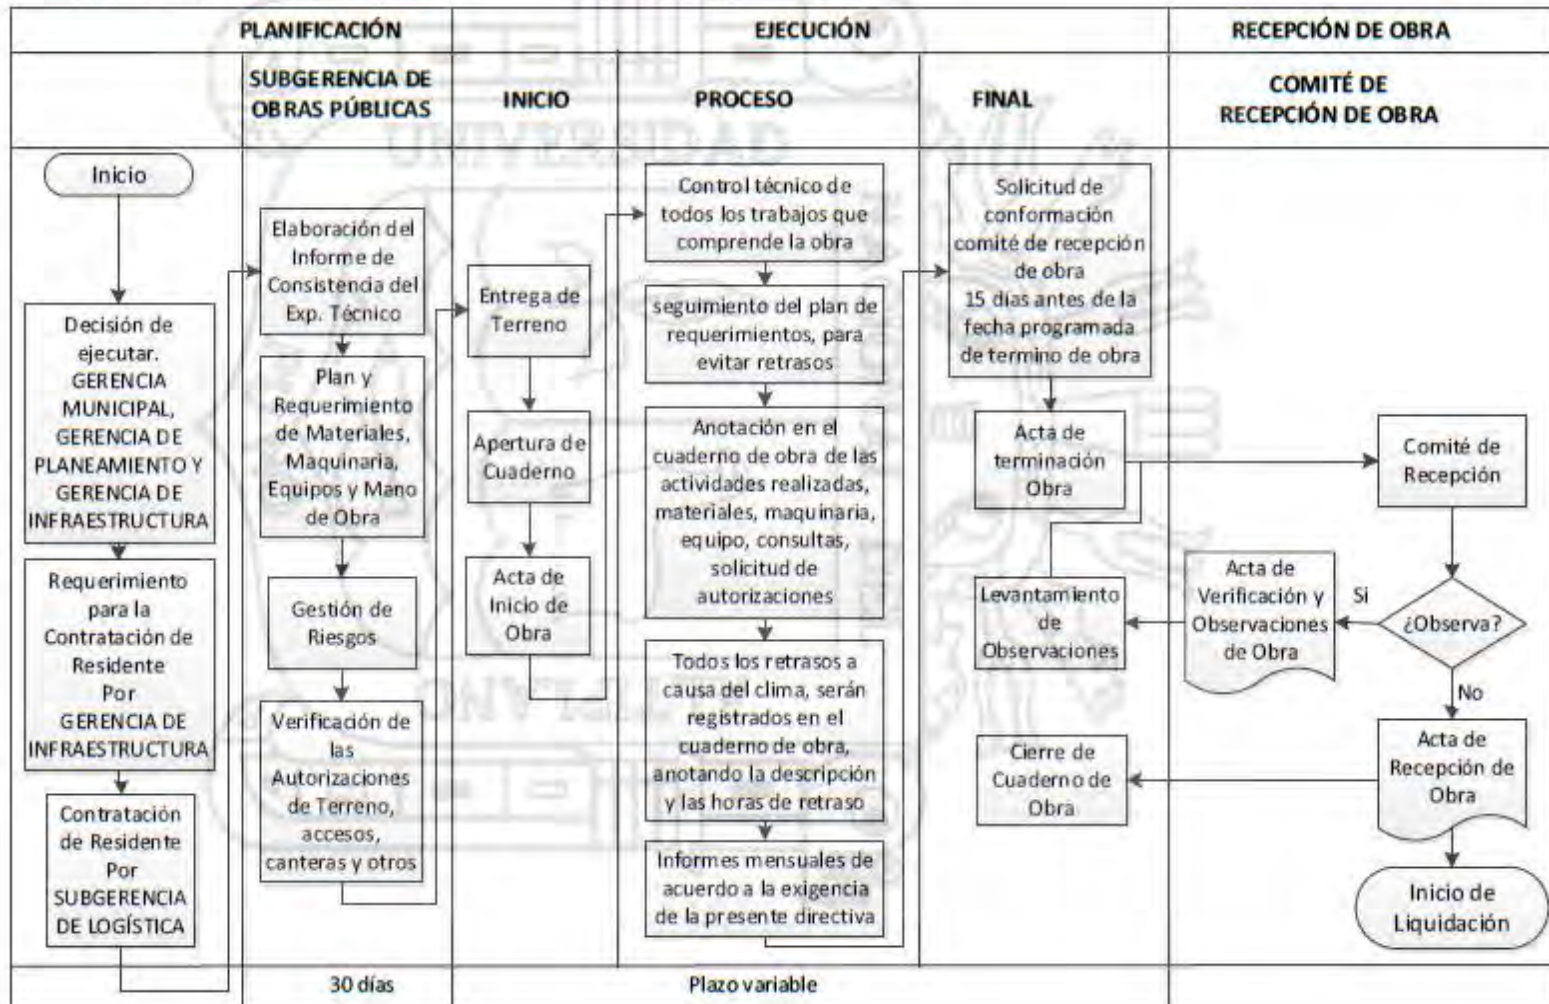 PLANIFICACIÓN
EJECUCIÓN
RECEPCIÓN DE OBRA
SUBGERENCIA DE
OBRAS PÚBLICAS
INICIO
PROCESO
FINAL
COMITÉ DE
RECEPCIÓN DE OBRA
Inicio
Decisión de
ejecutar.
GERENCIA
MUNICIPAL,
GERENCIA DE
PLANEAMIENTO Y
GERENCIA DE
INFRAESTRUCTURA
Requerimiento
para la
Contratación de
Residente
Por
GERENCIA DE
INFRAESTRUCTURA
Contratación
de Residente
Por
SUBGERENCIA
DE LOGÍSTICA
Elaboración del
Informe de
Consistencia del
Exp. Técnico
Plan y
Requerimiento
de Materiales,
Maquinaria,
Equipos y Mano
de Obra
Gestión de
Riesgos
Verificación de
las
Autorizaciones
de Terreno,
accesos,
canteras y otros
Entrega de
Terreno
Apertura de
Cuaderno
Acta de
Inicio de
Obra
Control técnico de
todos los trabajos que
comprende la obra
seguimiento del plan de
requerimientos, para
evitar retrasos
Anotación en el
cuaderno de obra de las
actividades realizadas,
materiales, maquinaria,
equipo, consultas,
solicitud de
autorizaciones
Todos los retrasos a
causa del clima, serán
registrados en el
cuaderno de obra,
anotando la descripción
y las horas de retraso
Informes mensuales de
acuerdo a la exigencia
de la presente directiva
Solicitud de
conformación
comité de recepción
de obra
15 días antes de la
fecha programada
de termino de obra
Acta de
terminación
Obra
Levantamiento
de
Observaciones
Cierre de
Cuaderno de
Obra
Comité de
Recepción
¿Observa?
Si
Acta de
Verificación y
Observaciones
de Obra
No
Acta de
Recepción de
Obra
Inicio de
Liquidación
30 días
Plazo variable
UNIVERSIDAD